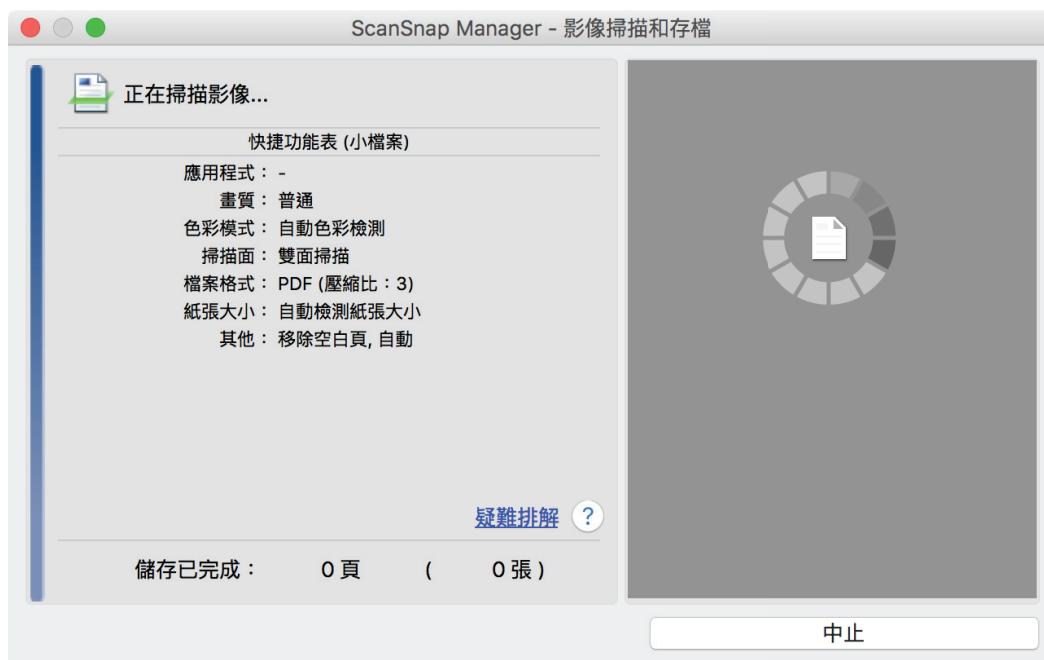 ScanSnap Manager - 影像掃描和存檔
正在掃描影像...
快捷功能表 (小檔案)
應用程式： -
畫質： 普通
色彩模式： 自動色彩檢測
掃描面： 雙面掃描
檔案格式： PDF (壓縮比：3)
紙張大小： 自動檢測紙張大小
其他： 移除空白頁, 自動
疑難排解 ?
儲存已完成： 0 頁 ( 0 張 )
中止